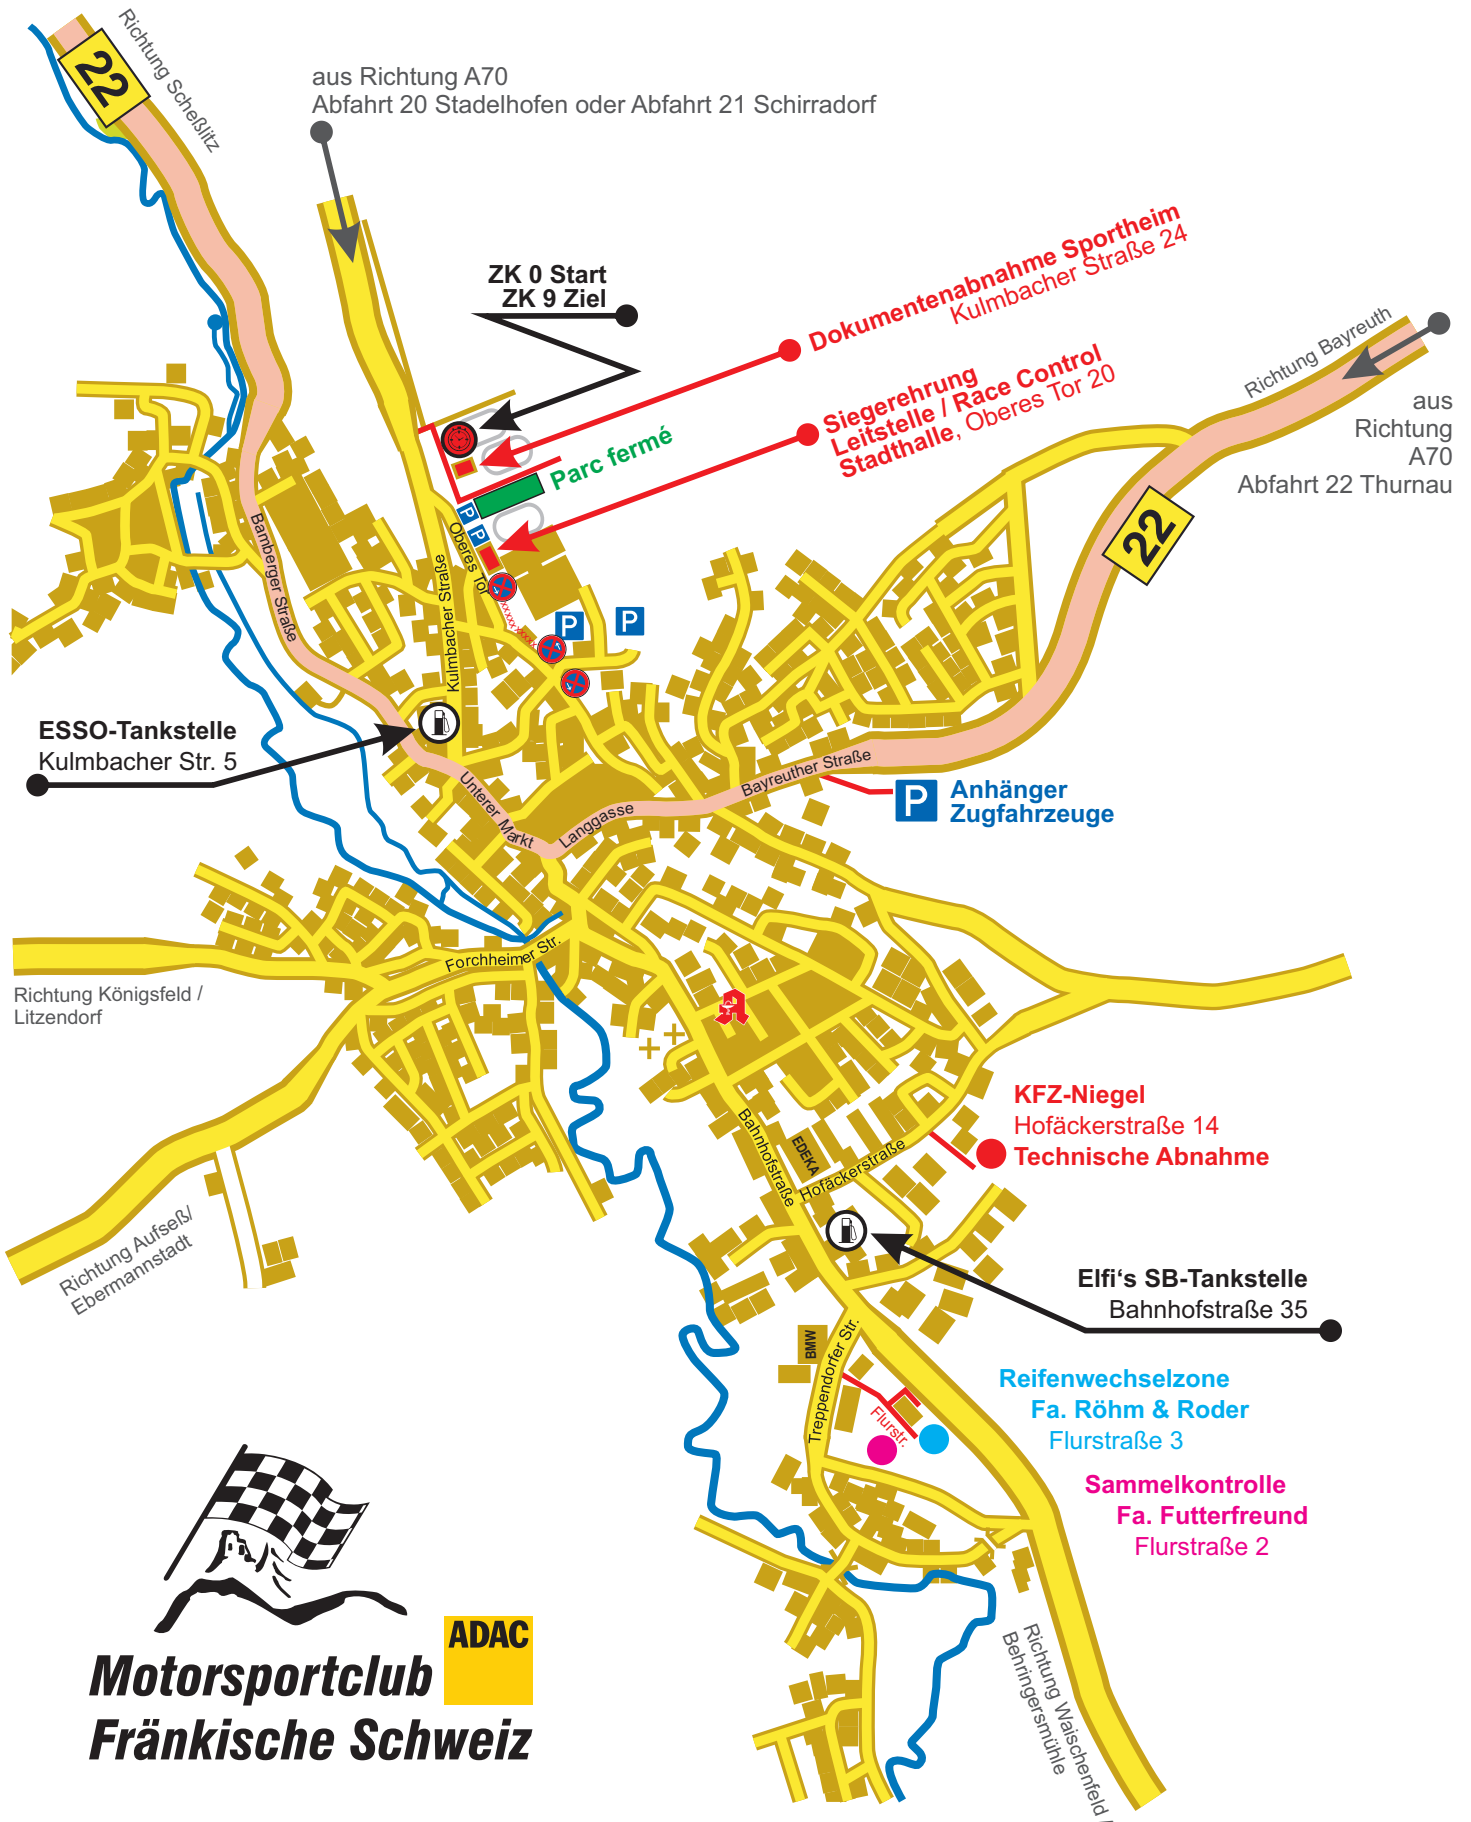 22
Richtung Scheßlitz
aus Richtung A70
Abfahrt 20 Stadelhofen oder Abfahrt 21 Schirradorf
ZK 0 Start
ZK 9 Ziel
Dokumentenabnahme Sportheim
Kulmbacher Straße 24
Siegerehrung
Leitstelle / Race Control
Stadthalle, Oberes Tor 20
Parc fermé
Richtung Bayreuth
aus
Richtung
A70
Abfahrt 22 Thurnau
22
P
P
Oberes Tor
Kulmbacher Straße
Bamberger Straße
P
P
ESSO-Tankstelle
Kulmbacher Str. 5
Unterer Markt
Langgasse
Bayreuther Straße
P
Anhänger
Zugfahrzeuge
Forchheimer Str.
Richtung Königsfeld /
Litzendorf
Richtung Aufseß/
Ebermannstadt
Bahnhofstraße
EDEKA
Hofäckerstraße
KFZ-Niegel
Hofäckerstraße 14
Technische Abnahme
Elfi‘s SB-Tankstelle
Bahnhofstraße 35
BMW
Treppendorfer Str.
Flurstr.
Reifenwechselzone
Fa. Röhm & Roder
Flurstraße 3
Sammelkontrolle
Fa. Futterfreund
Flurstraße 2
Richtung Waischenfeld /
Behringersmühle
ADAC
Motorsportclub
Fränkische Schweiz